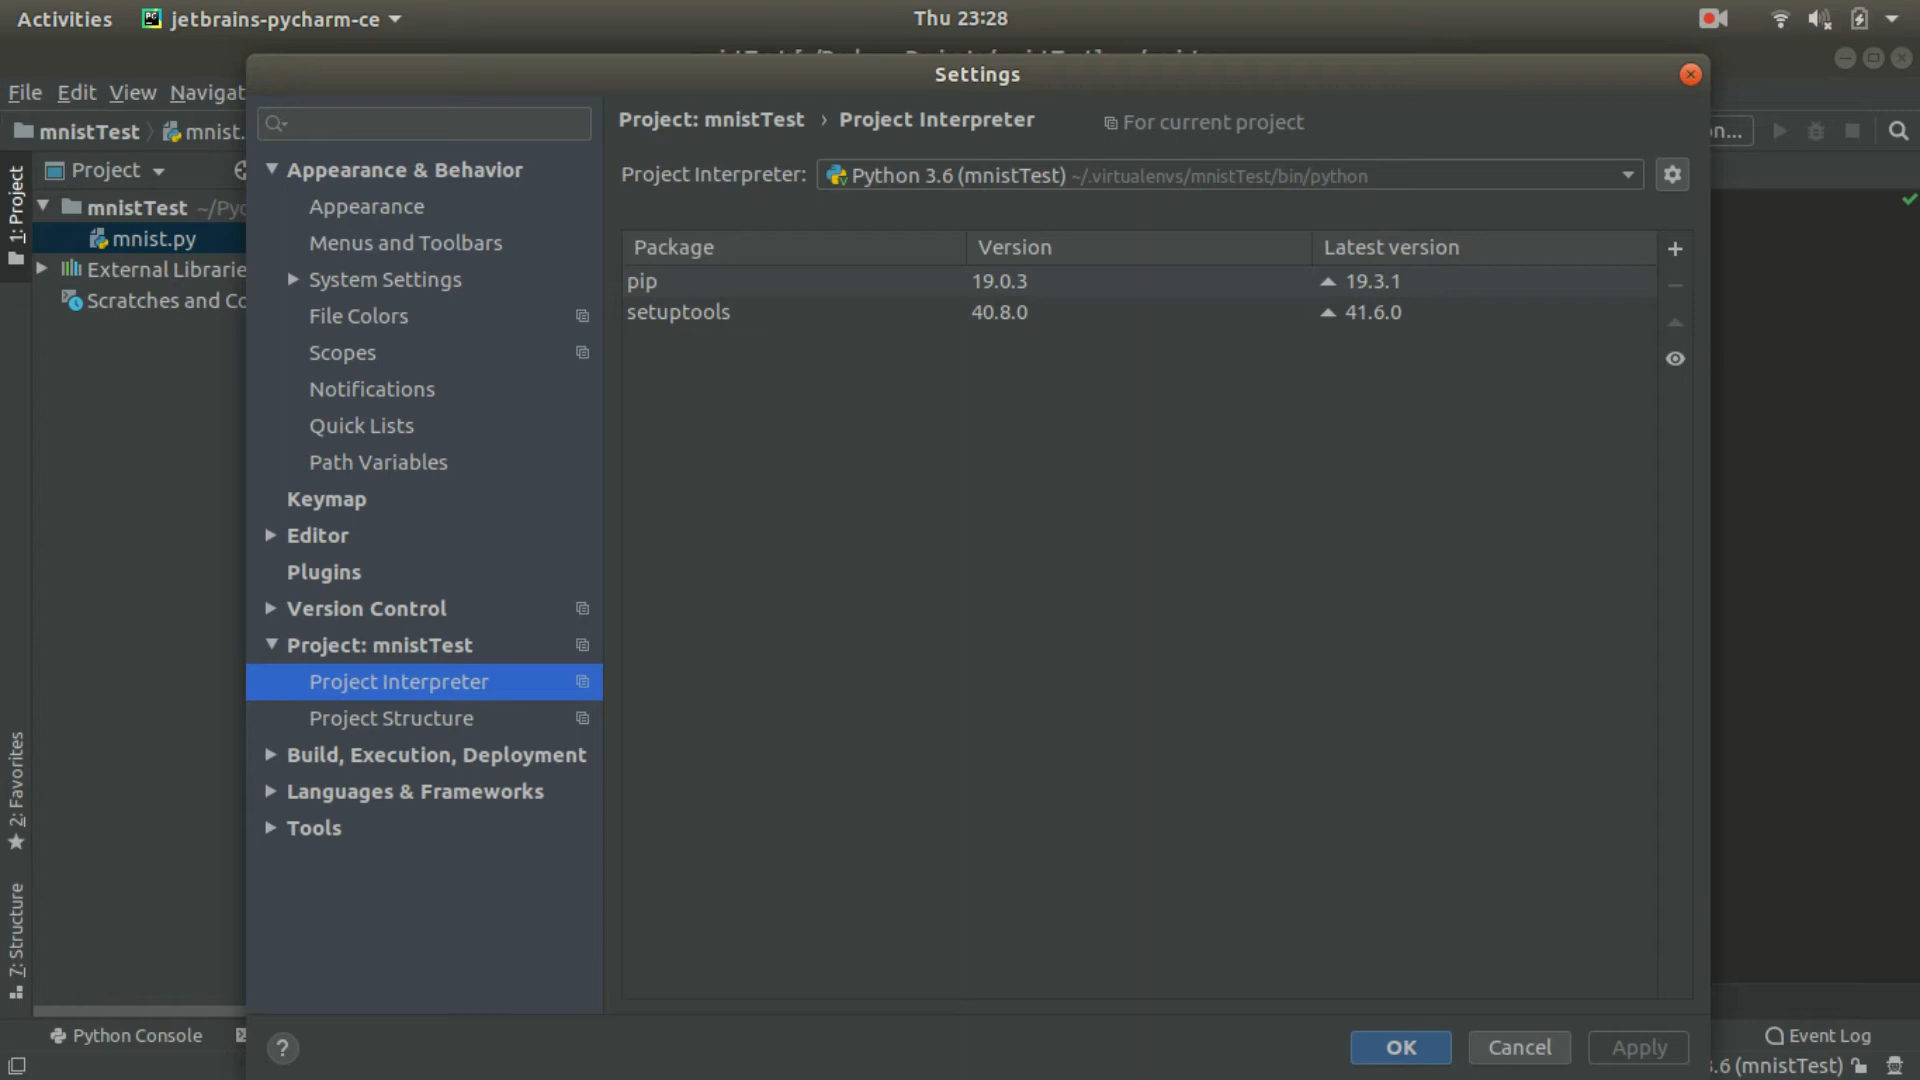 Activities
jetbrains-pycharm-ce
Thu 23:28
Settings
File Edit View Navigat
mnistTest
mnist.
Project
1: Project
mnistTest ~/Pyc
mnist.py
External Librarie
Scratches and Co
2: Favorites
7: Structure
Appearance & Behavior
Appearance
Menus and Toolbars
System Settings
File Colors
Scopes
Notifications
Quick Lists
Path Variables
Keymap
Editor
Plugins
Version Control
Project: mnistTest
Project Interpreter
Project Structure
Build, Execution, Deployment
Languages & Frameworks
Tools
Project: mnistTest › Project Interpreter
For current project
Project Interpreter: Python 3.6 (mnistTest) ~/.virtualenvs/mnistTest/bin/python
Package Version Latest version
pip 19.0.3 19.3.1
setuptools 40.8.0 41.6.0
n...
?
OK Cancel Apply
Python Console
Event Log
.6 (mnistTest)